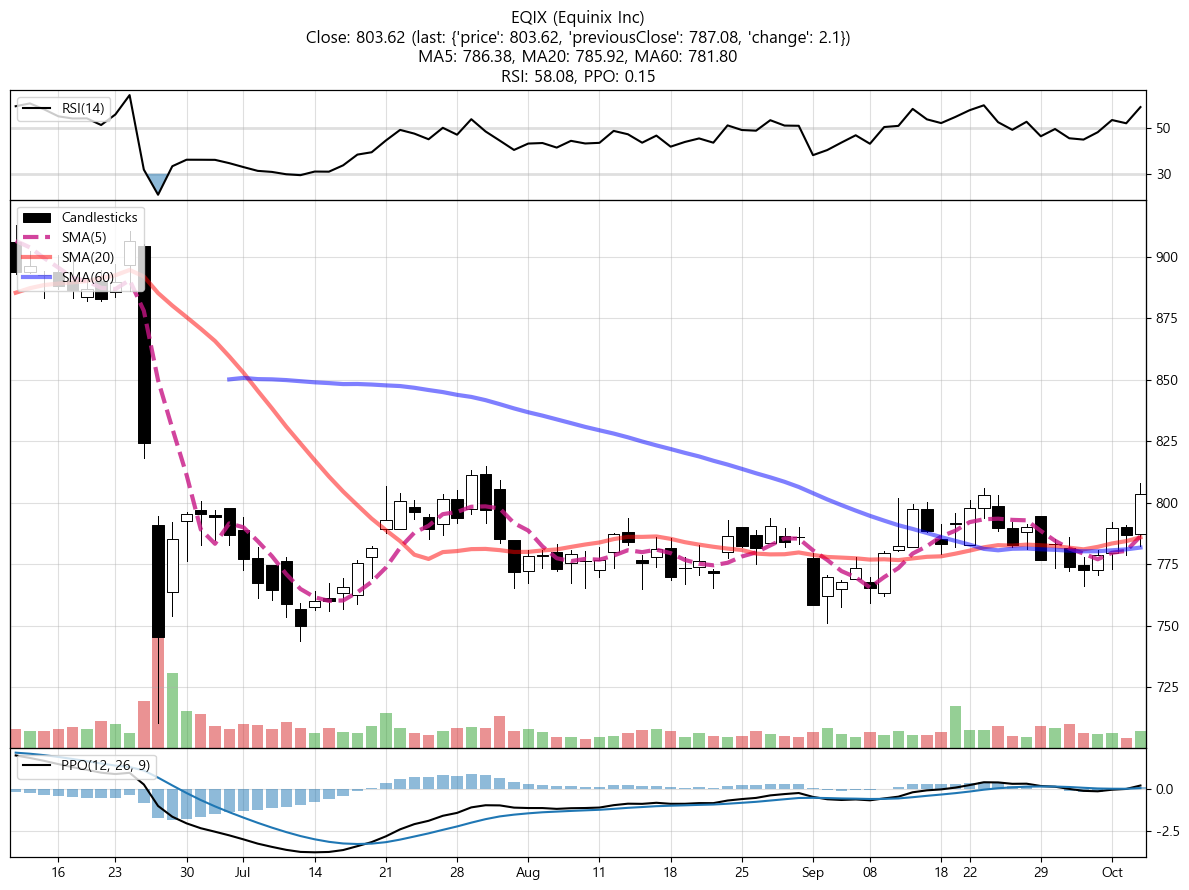 EQIX (Equinix Inc)
Close: 803.62 (last: {'price': 803.62, 'previousClose': 787.08, 'change': 2.1})
MA5: 786.38, MA20: 785.92, MA60: 781.80
RSI: 58.08, PPO: 0.15
RSI(14)
50
30
Candlesticks
SMA(5)
SMA(20)
SMA(60)
900
875
850
825
800
775
750
725
PPO(12, 26, 9)
0.0
-2.5
16 23 30 Jul 14 21 28 Aug 11 18 25 Sep 08 18 22 29 Oct